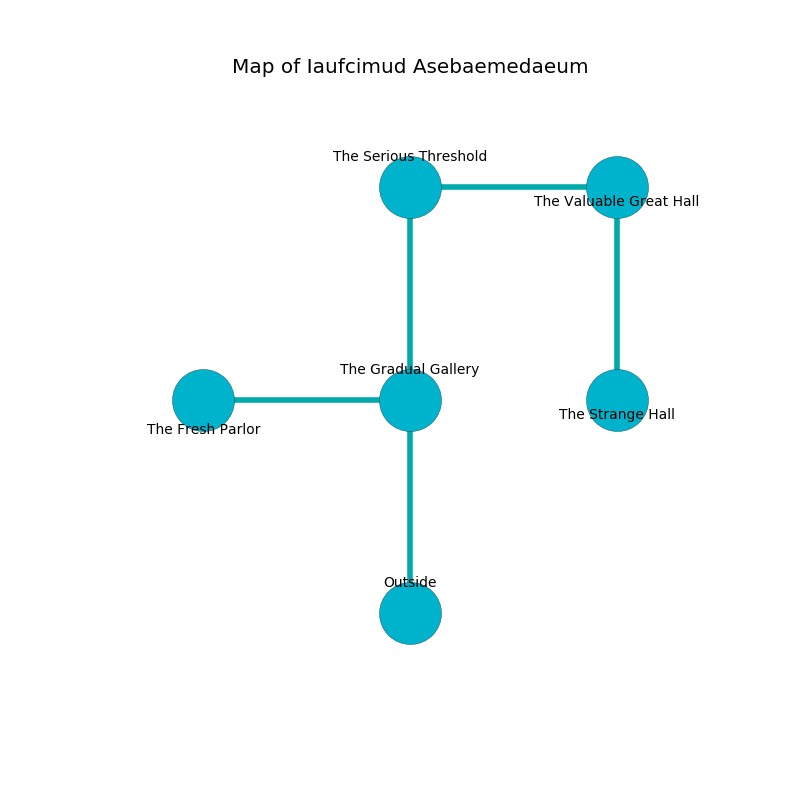 Map of Iaufcimud Asebaemedaeum
The Serious Threshold
The Valuable Great Hall
The Gradual Gallery
The Fresh Parlor
The Strange Hall
Outside